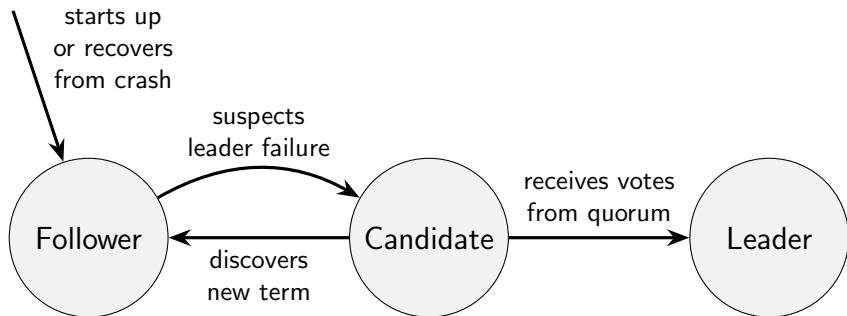 starts up
or recovers
from crash
suspects
leader failure
receives votes
from quorum
Follower
Candidate
Leader
discovers
new term